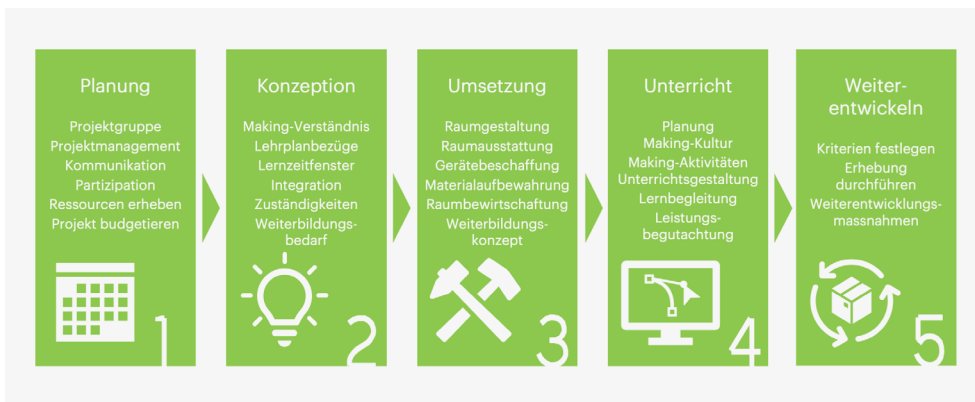 Planung
Projektgruppe
Projektmanagement
Kommunikation
Partizipation
Ressourcen erheben
Projekt budgetieren
1
Konzeption
Making-Verständnis
Lehrplanbezüge
Lernzeitfenster
Integration
Zuständigkeiten
Weiterbildungs-
bedarf
2
Umsetzung
Raumgestaltung
Raumausstattung
Gerätebeschaffung
Materialaufbewahrung
Raumbewirtschaftung
Weiterbildungs-
konzept
3
Unterricht
Planung
Making-Kultur
Making-Aktivitäten
Unterrichtsgestaltung
Lernbegleitung
Leistungs-
begutachtung
4
Weiter-
entwickeln
Kriterien festlegen
Erhebung
durchführen
Weiterentwicklungs-
massnahmen
5